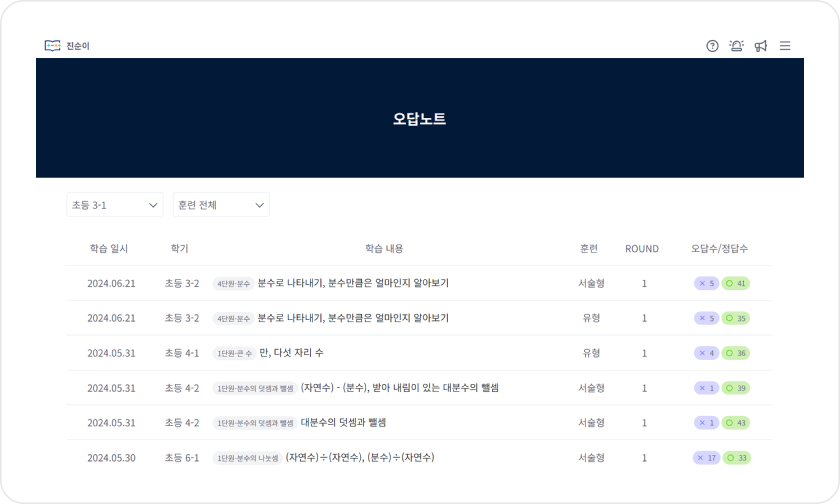 진순이
오답노트
초등 3-1 훈련 전체
학습 일시 학기 학습 내용 훈련 ROUND 오답수/정답수
2024.06.21 초등 3-2 4단원-분수 분수로 나타내기, 분수만큼은 얼마인지 알아보기 서술형 1 × 5 ○ 41
2024.06.21 초등 3-2 4단원-분수 분수로 나타내기, 분수만큼은 얼마인지 알아보기 유형 1 × 5 ○ 35
2024.05.31 초등 4-1 1단원-큰 수 만, 다섯 자리 수 유형 1 × 4 ○ 36
2024.05.31 초등 4-2 1단원-분수의 덧셈과 뺄셈 (자연수) - (분수), 받아 내림이 있는 대분수의 뺄셈 서술형 1 × 1 ○ 39
2024.05.31 초등 4-2 1단원-분수의 덧셈과 뺄셈 대분수의 덧셈과 뺄셈 서술형 1 × 1 ○ 43
2024.05.30 초등 6-1 1단원-분수의 나눗셈 (자연수)÷(자연수), (분수)÷(자연수) 서술형 1 × 17 ○ 33